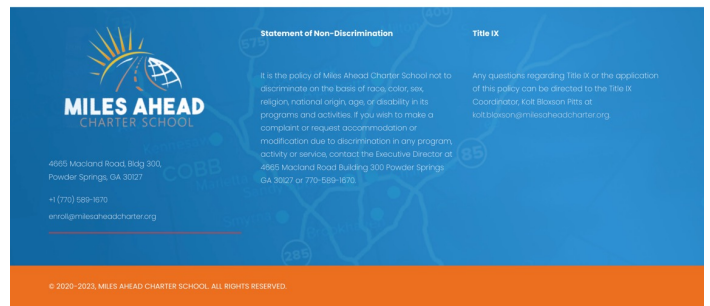 MILES AHEAD
CHARTER SCHOOL
4665 Macland Road, Bldg 300,
Powder Springs, GA 30127
+1 (770) 589-1670
enroll@milesaheadcharter.org
Statement of Non-Discrimination
It is the policy of Miles Ahead Charter School not to
discriminate on the basis of race, color, sex,
religion, national origin, age, or disability in its
programs and activities. If you wish to make a
complaint or request accommodation or
modification due to discrimination in any program,
activity or service, contact the Executive Director at
4665 Macland Road Building 300 Powder Springs
GA 30127 or 770-589-1670.
Title IX
Any questions regarding Title IX or the application
of this policy can be directed to the Title IX
Coordinator, Kolt Bloxson Pitts at
kolt.bloxson@milesaheadcharter.org
575
400
COBB
85
285
© 2020-2023, MILES AHEAD CHARTER SCHOOL. ALL RIGHTS RESERVED.